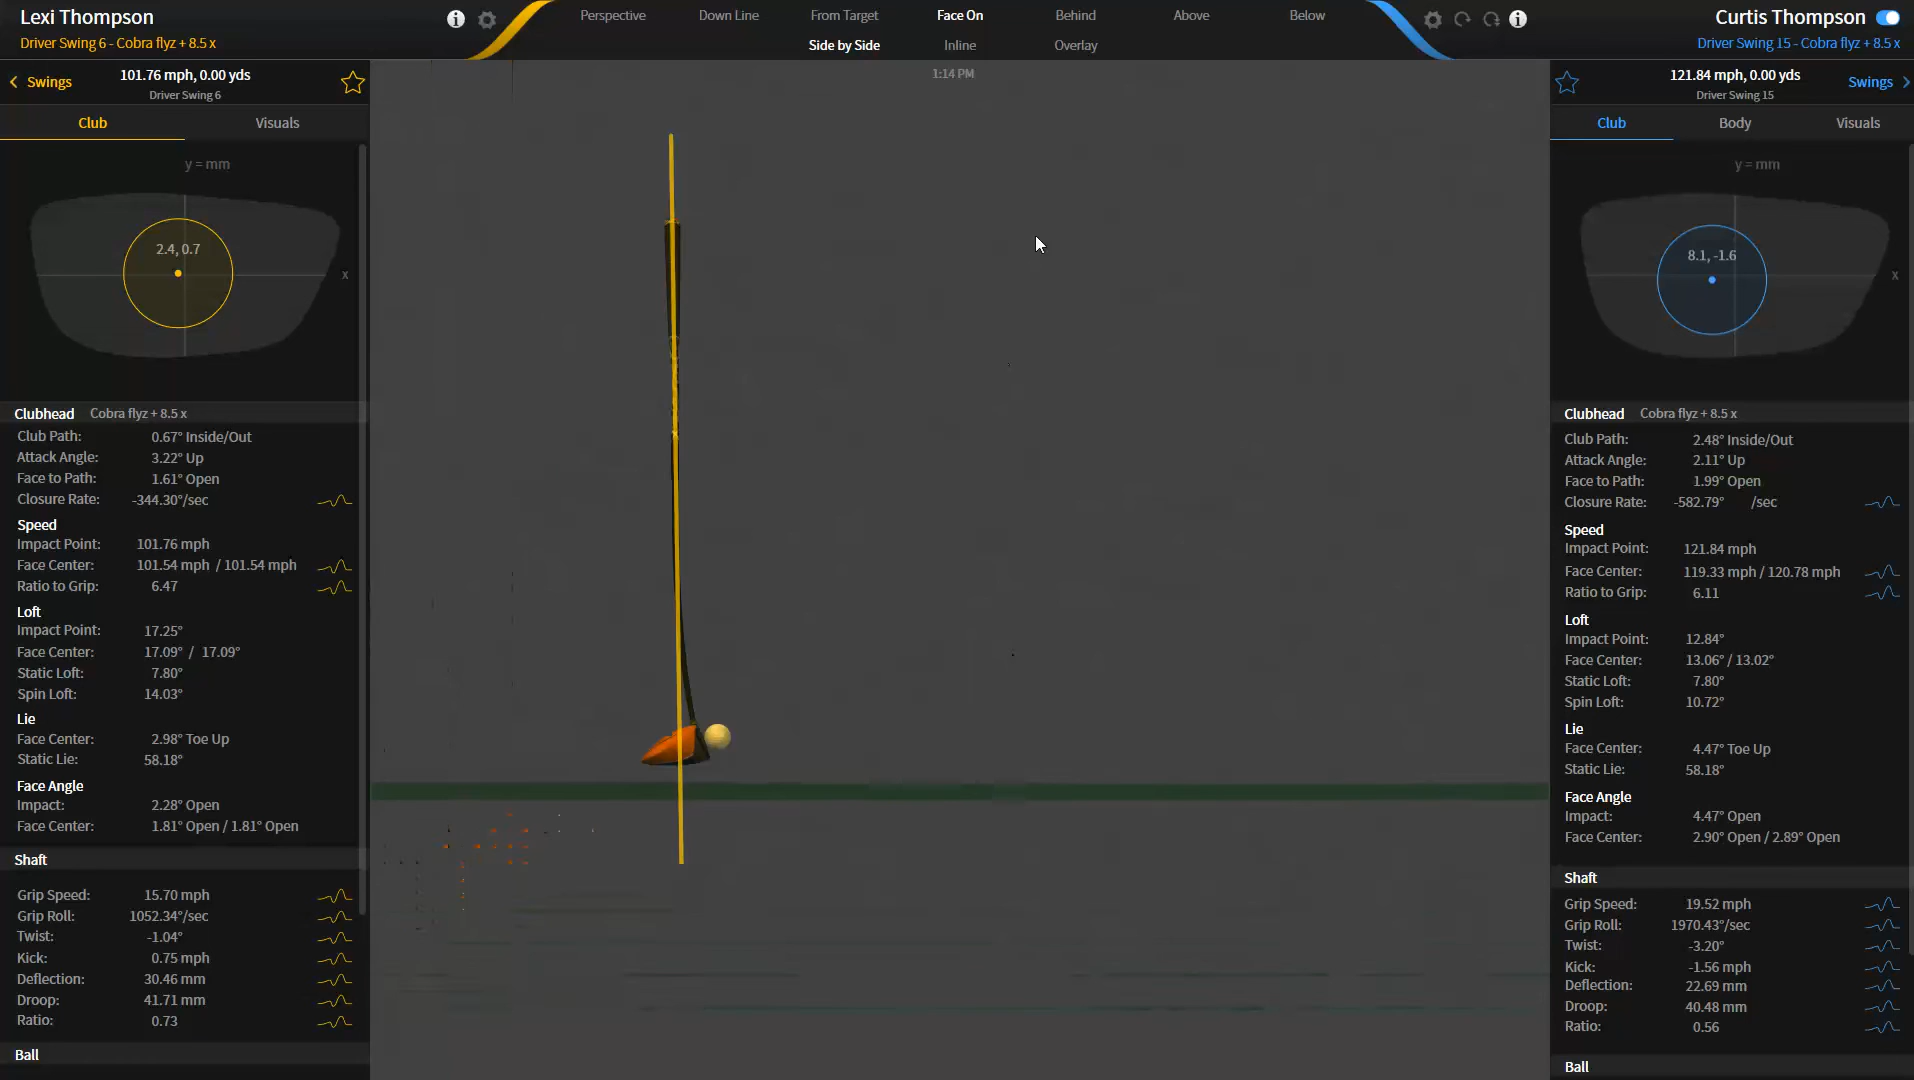 Lexi Thompson
Driver Swing 6 - Cobra flyz + 8.5 x
Perspective Down Line From Target Face On Behind Above Below
Side by Side Inline Overlay
Curtis Thompson
Driver Swing 15 - Cobra flyz + 8.5 x
1:14 PM
Swings
101.76 mph, 0.00 yds
Driver Swing 6
Club Visuals
y = mm
2.4, 0.7
x
Clubhead Cobra flyz + 8.5 x
Club Path: 0.67° Inside/Out
Attack Angle: 3.22° Up
Face to Path: 1.61° Open
Closure Rate: -344.30°/sec
Speed
Impact Point: 101.76 mph
Face Center: 101.54 mph / 101.54 mph
Ratio to Grip: 6.47
Loft
Impact Point: 17.25°
Face Center: 17.09° / 17.09°
Static Loft: 7.80°
Spin Loft: 14.03°
Lie
Face Center: 2.98° Toe Up
Static Lie: 58.18°
Face Angle
Impact: 2.28° Open
Face Center: 1.81° Open / 1.81° Open
Shaft
Grip Speed: 15.70 mph
Grip Roll: 1052.34°/sec
Twist: -1.04°
Kick: 0.75 mph
Deflection: 30.46 mm
Droop: 41.71 mm
Ratio: 0.73
Ball
121.84 mph, 0.00 yds
Driver Swing 15
Swings
Club Body Visuals
y = mm
8.1, -1.6
x
Clubhead Cobra flyz + 8.5 x
Club Path: 2.48° Inside/Out
Attack Angle: 2.11° Up
Face to Path: 1.99° Open
Closure Rate: -582.79° /sec
Speed
Impact Point: 121.84 mph
Face Center: 119.33 mph / 120.78 mph
Ratio to Grip: 6.11
Loft
Impact Point: 12.84°
Face Center: 13.06° / 13.02°
Static Loft: 7.80°
Spin Loft: 10.72°
Lie
Face Center: 4.47° Toe Up
Static Lie: 58.18°
Face Angle
Impact: 4.47° Open
Face Center: 2.90° Open / 2.89° Open
Shaft
Grip Speed: 19.52 mph
Grip Roll: 1970.43°/sec
Twist: -3.20°
Kick: -1.56 mph
Deflection: 22.69 mm
Droop: 40.48 mm
Ratio: 0.56
Ball